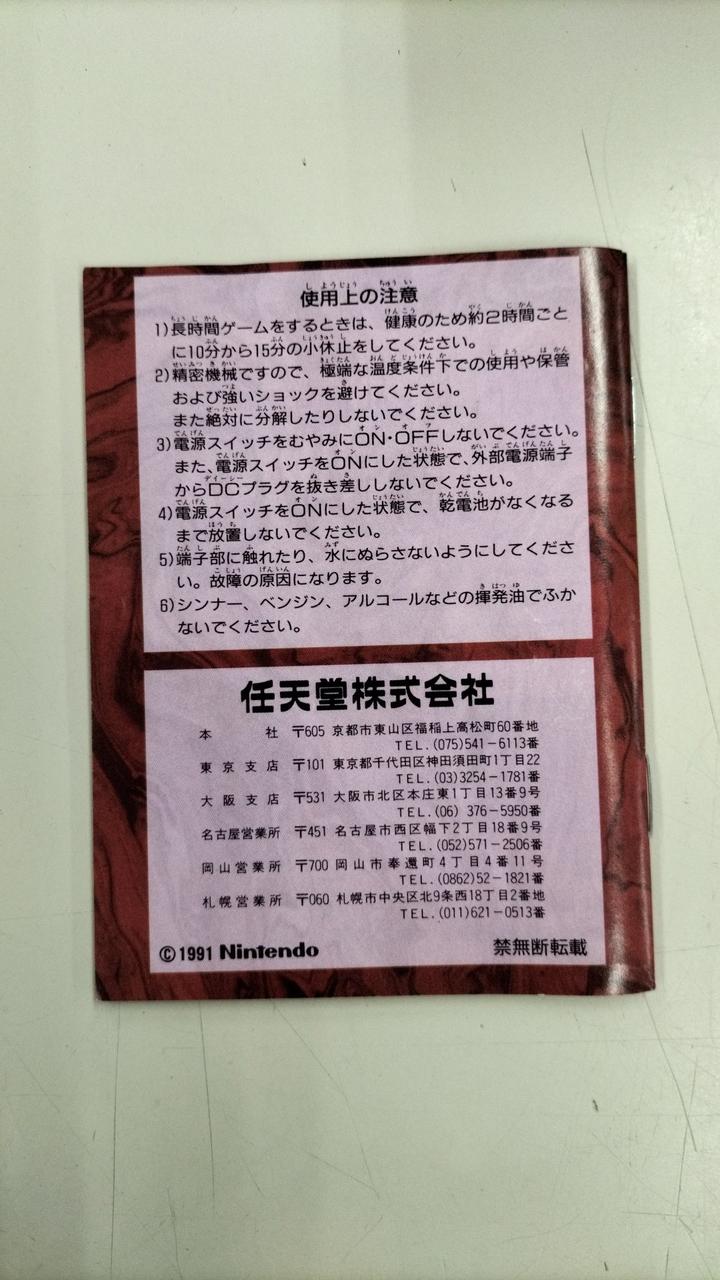 使用上の注意
1)長時間ゲームをするときは、健康のため約2時間ごと
に10分から15分の小休止をしてください。
2)精密機械ですので、極端な温度条件下での使用や保管
および強いショックを避けてください。
また絶対に分解したりしないでください。
3)電源スイッチをむやみにON・OFFしないでください。
また、電源スイッチをONにした状態で、外部電源端子
からDCプラグを抜き差ししないでください。
4)電源スイッチをONにした状態で、乾電池がなくなる
まで放置しないでください。
5)端子部に触れたり、水にぬらさないようにしてくださ
い。故障の原因になります。
6)シンナー、ベンジン、アルコールなどの揮発油でふか
ないでください。
任天堂株式会社
本社 〒605 京都市東山区福稲上高松町60番地
TEL.(075)541-6113番
東京支店 〒101 東京都千代田区神田須田町1丁目22
TEL.(03)3254-1781番
大阪支店 〒531 大阪市北区本庄東1丁目13番9号
TEL.(06) 376-5950番
名古屋営業所 〒451 名古屋市西区幅下2丁目18番9号
TEL.(052)571-2506番
岡山営業所 〒700 岡山市奉還町4丁目4番11号
TEL.(0862)52-1821番
札幌営業所 〒060 札幌市中央区北9条西18丁目2番地
TEL.(011)621-0513番
©1991 Nintendo 禁無断転載